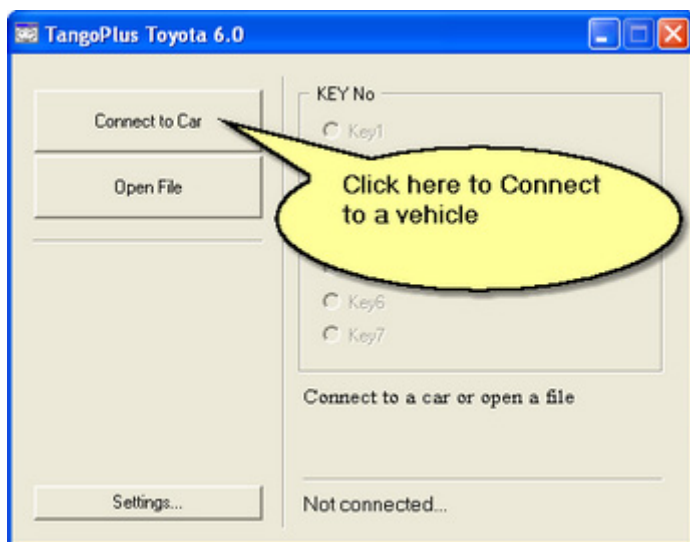 TangoPlus Toyota 6.0
Connect to Car
Open File
Settings...
KEY No
Key1
Click here to Connect
to a vehicle
Key6
Key7
Connect to a car or open a file
Not connected...